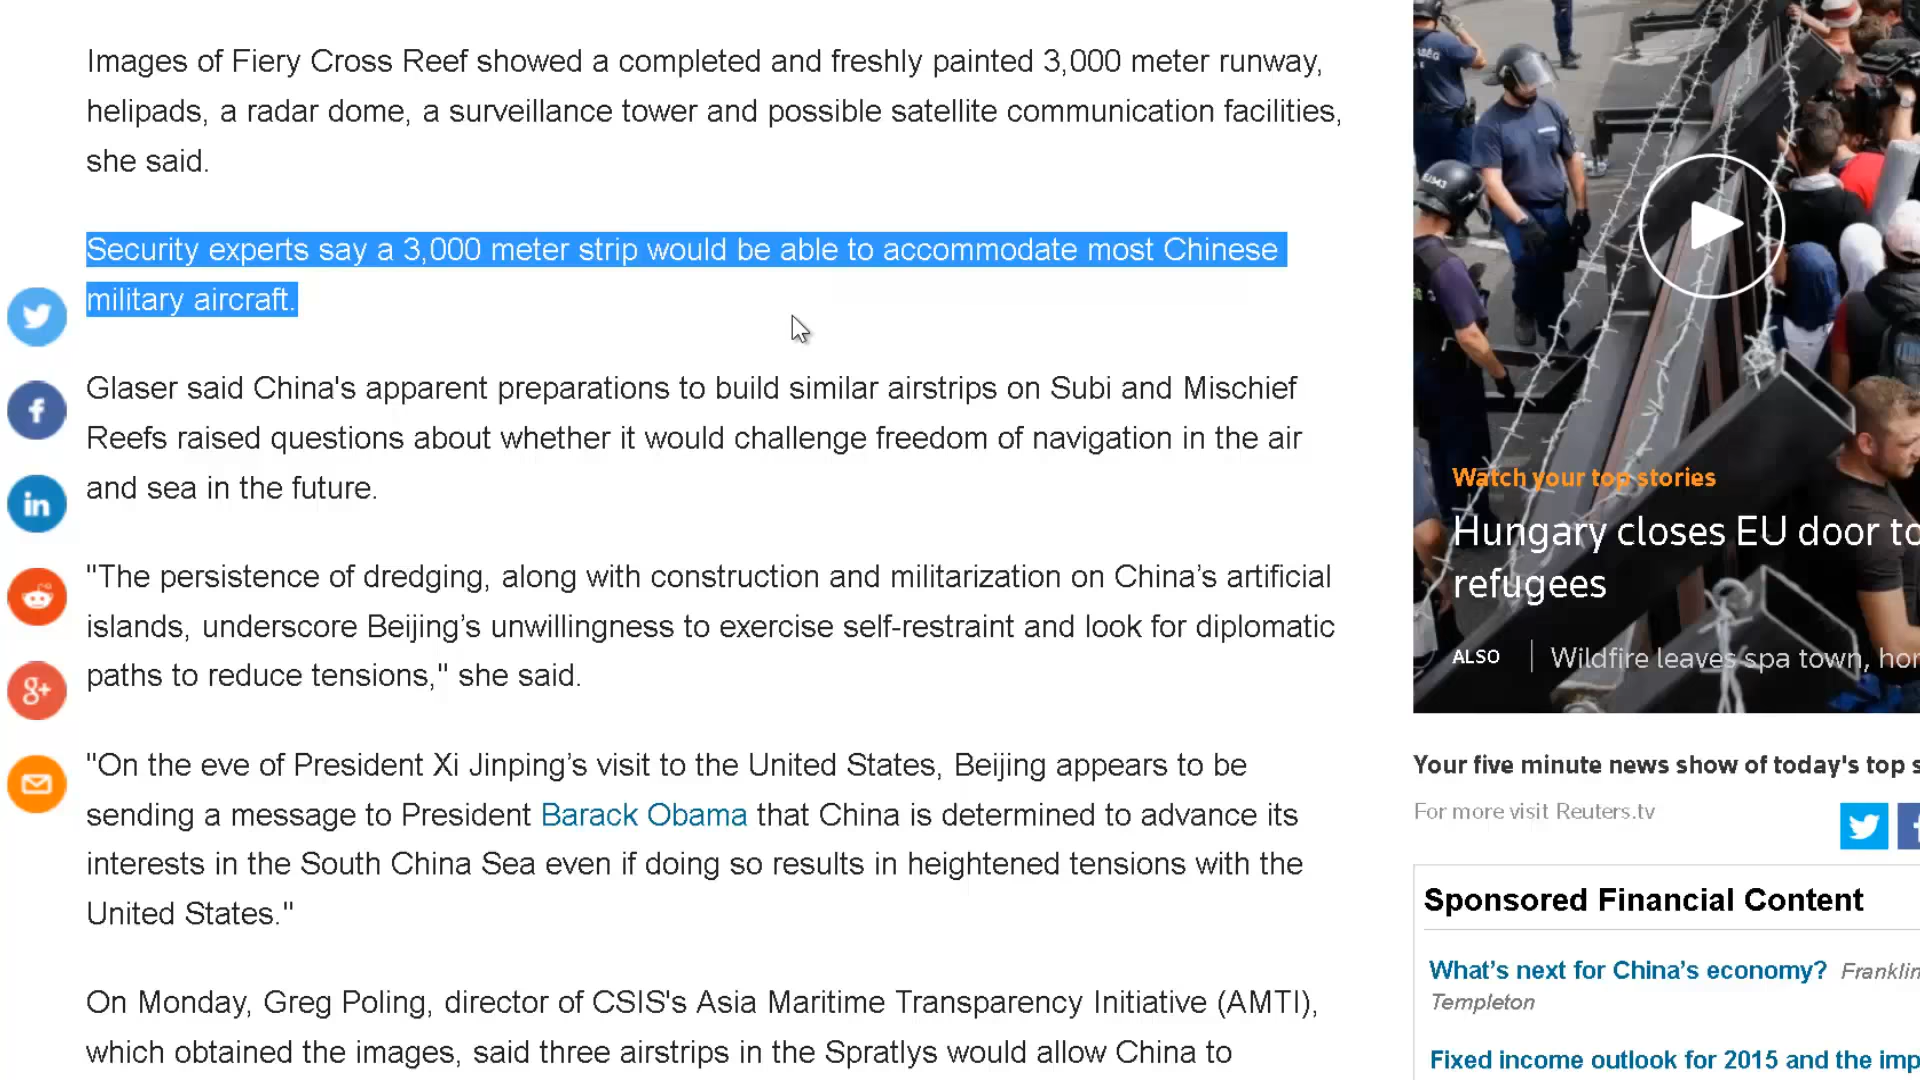 Images of Fiery Cross Reef showed a completed and freshly painted 3,000 meter runway,
helipads, a radar dome, a surveillance tower and possible satellite communication facilities,
she said.
Security experts say a 3,000 meter strip would be able to accommodate most Chinese
military aircraft.
Glaser said China's apparent preparations to build similar airstrips on Subi and Mischief
Reefs raised questions about whether it would challenge freedom of navigation in the air
and sea in the future.
"The persistence of dredging, along with construction and militarization on China’s artificial
islands, underscore Beijing’s unwillingness to exercise self-restraint and look for diplomatic
paths to reduce tensions," she said.
"On the eve of President Xi Jinping’s visit to the United States, Beijing appears to be
sending a message to President Barack Obama that China is determined to advance its
interests in the South China Sea even if doing so results in heightened tensions with the
United States."
On Monday, Greg Poling, director of CSIS's Asia Maritime Transparency Initiative (AMTI),
which obtained the images, said three airstrips in the Spratlys would allow China to
Watch your top stories
Hungary closes EU door to
refugees
ALSO
Wildfire leaves spa town,
Your five minute news show of today's top
For more visit Reuters.tv
Sponsored Financial Content
What’s next for China’s economy? Franklin
Templeton
Fixed income outlook for 2015 and the